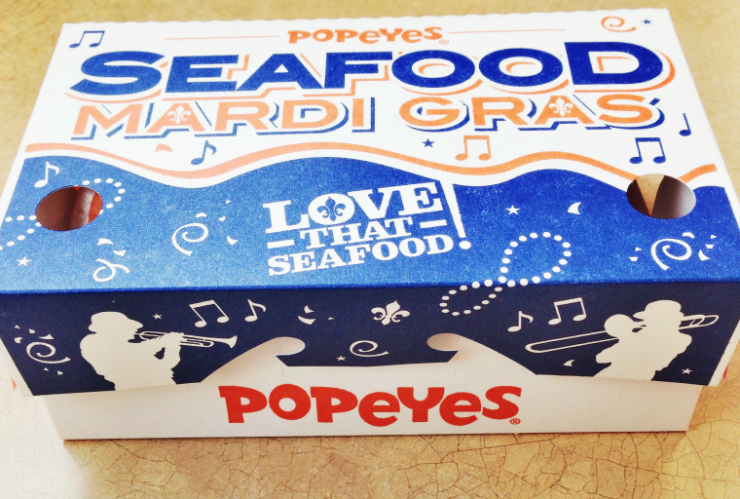 POPEYES
SEAFOOD
MARDI GRAS
LOVE
THAT
SEAFOOD!
POPEYES®